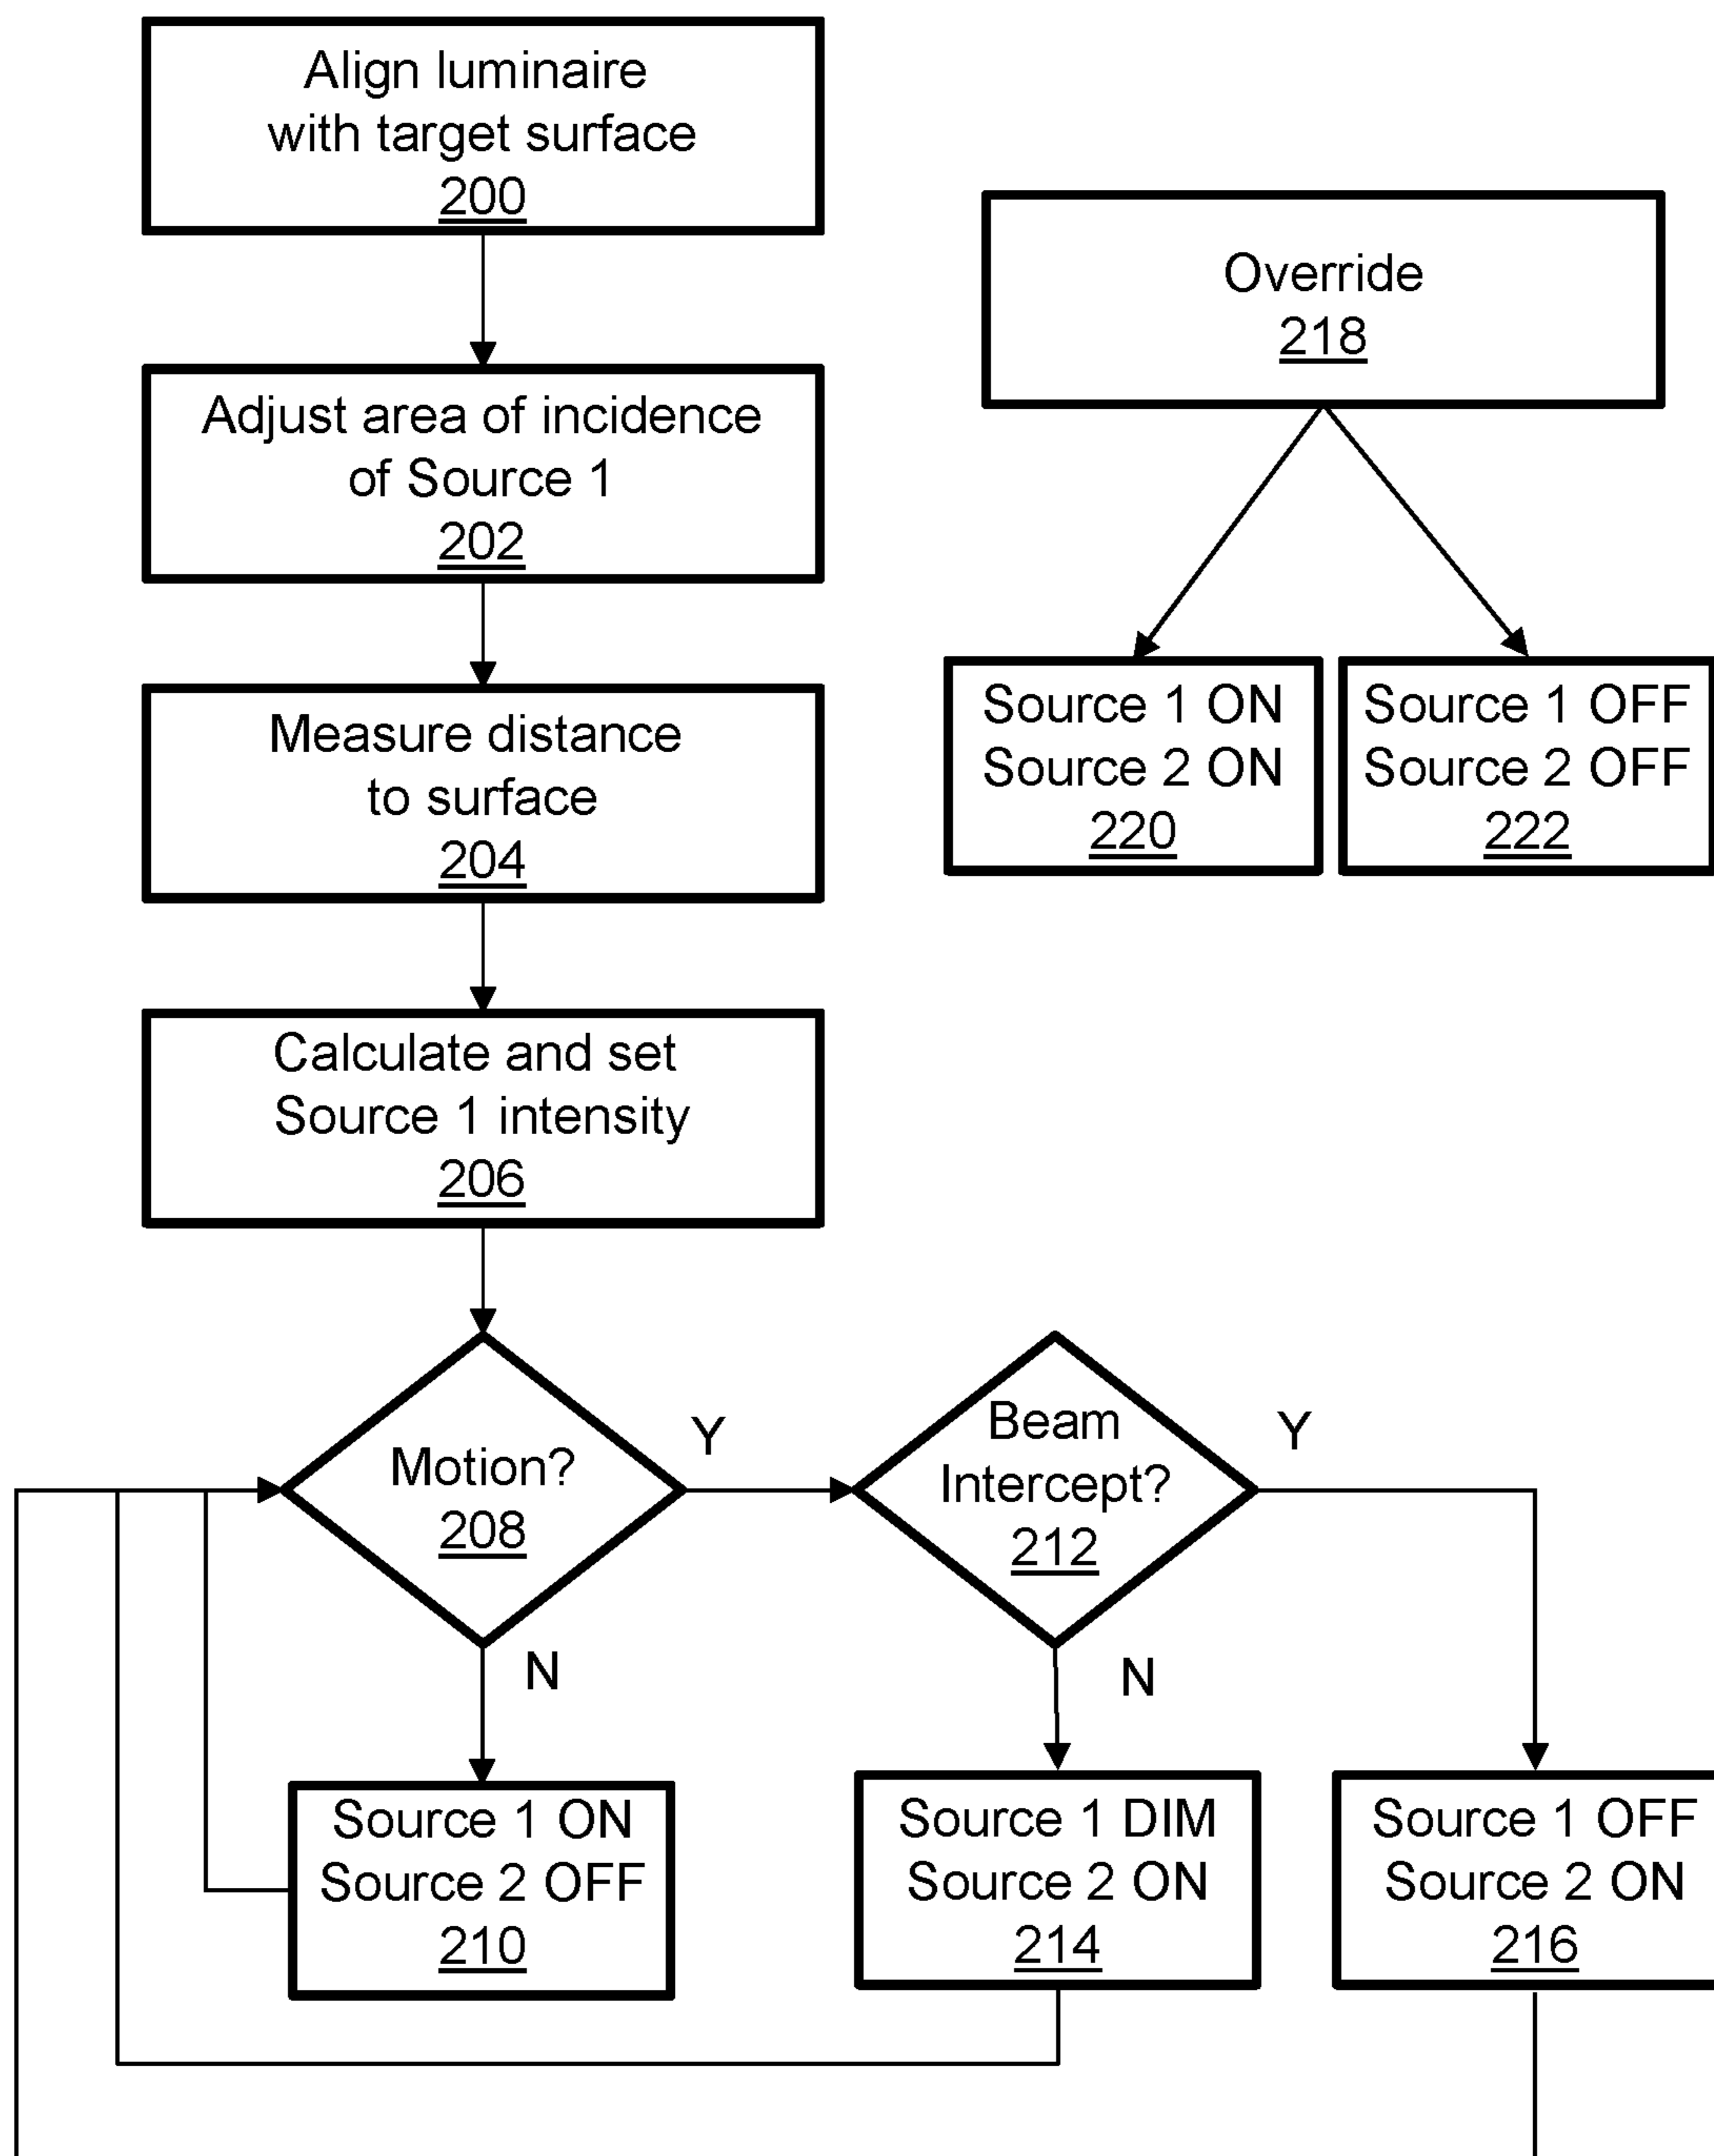 Align luminaire
with target surface
200
Adjust area of incidence
of Source 1
202
Measure distance
to surface
204
Calculate and set
Source 1 intensity
206
Override
218
Source 1 ON
Source 2 ON
220
Source 1 OFF
Source 2 OFF
222
Motion?
208
Y
N
Beam
Intercept?
212
Y
N
Source 1 ON
Source 2 OFF
210
Source 1 DIM
Source 2 ON
214
Source 1 OFF
Source 2 ON
216